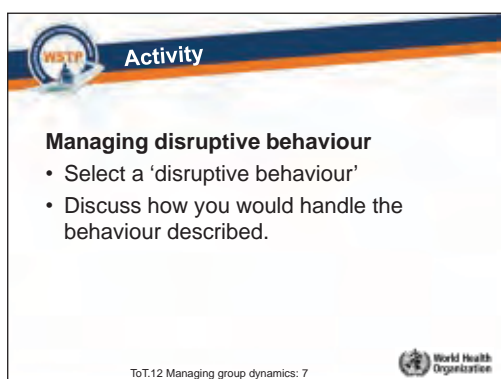 WSTP
Activity
Managing disruptive behaviour
• Select a ‘disruptive behaviour’
• Discuss how you would handle the
behaviour described.
ToT.12 Managing group dynamics: 7
World Health
Organization